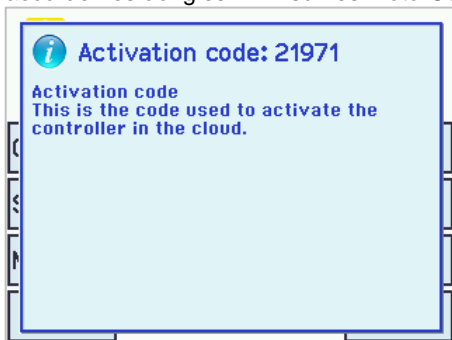 Activation code: 21971
Activation code
This is the code used to activate the
controller in the cloud.